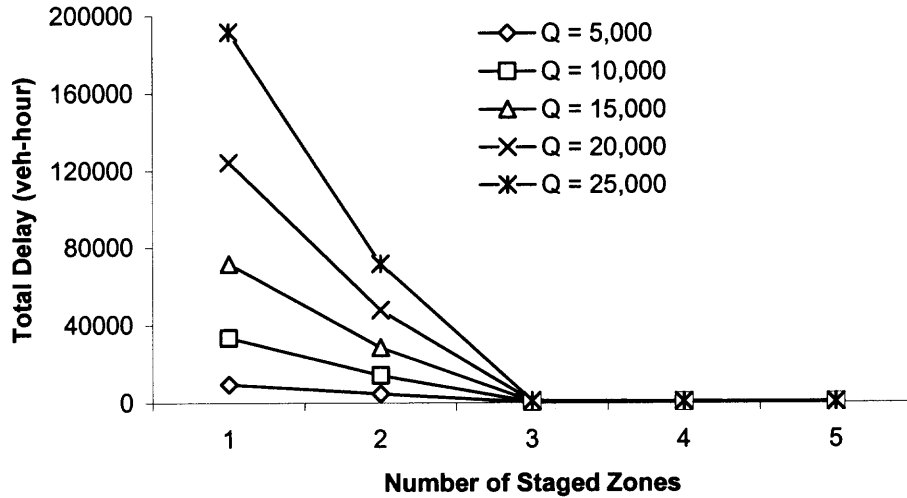 200000
160000
120000
80000
40000
0
Total Delay (veh-hour)
Q = 5,000
Q = 10,000
Q = 15,000
Q = 20,000
Q = 25,000
1 2 3 4 5
Number of Staged Zones